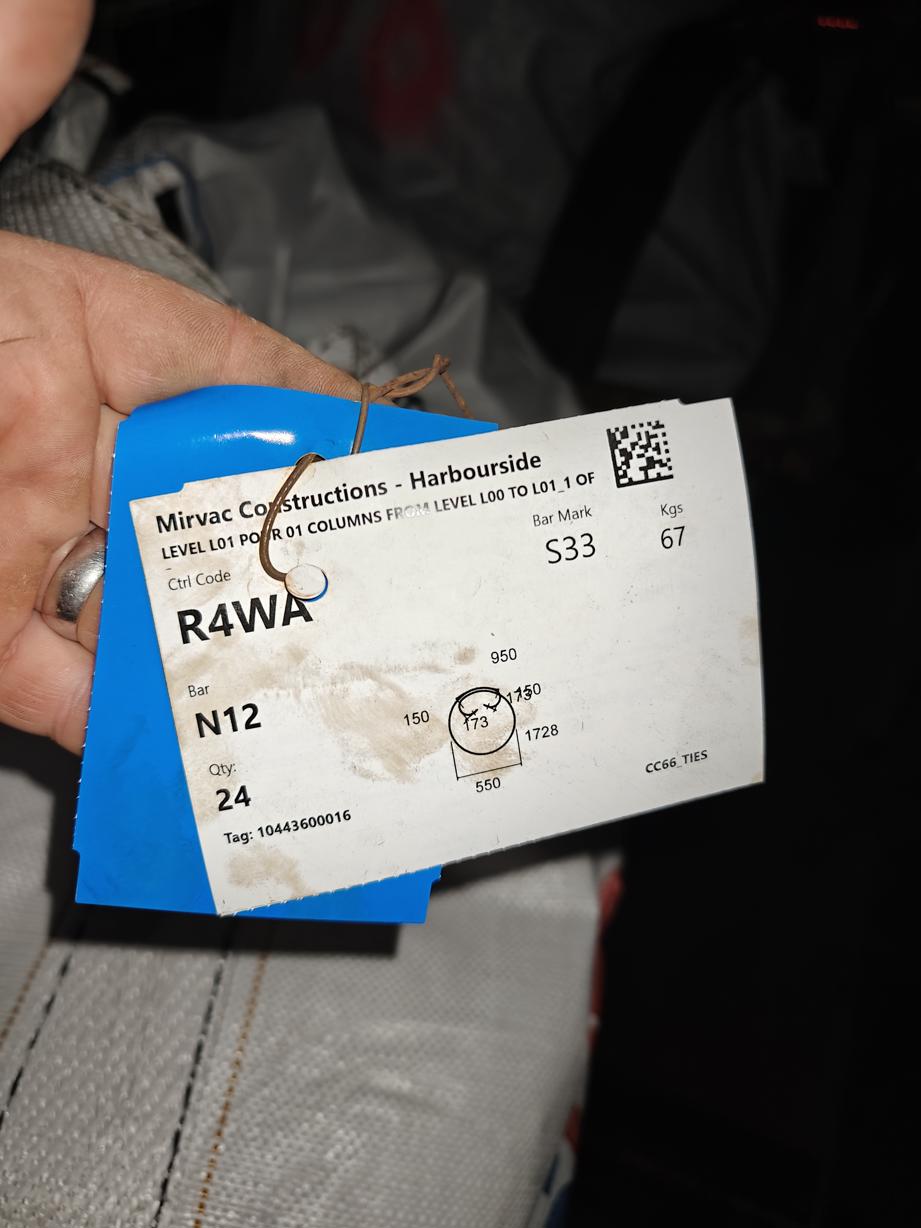 Mirvac Constructions - Harbourside
LEVEL L01 POUR 01 COLUMNS FROM LEVEL L00 TO L01_1 OF
Ctrl Code
R4WA
Bar Mark
S33
Kgs
67
Bar
N12
Qty:
24
Tag: 10443600016
950
150
173
150
173
1728
550
CC66_TIES